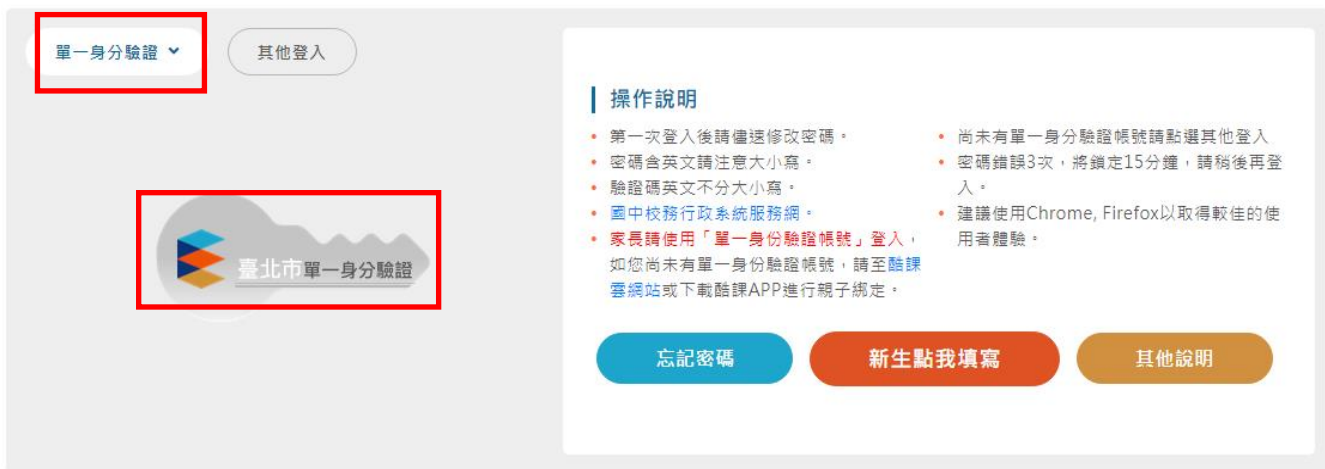 單一身分驗證
其他登入
臺北市單一身分驗證
操作說明
• 第一次登入後請儘速修改密碼。
• 密碼含英文請注意大小寫。
• 驗證碼英文不分大小寫。
• 國中校務行政系統服務網。
• 家長請使用「單一身份驗證帳號」登入，
如您尚未有單一身份驗證帳號，請至酷課
雲網站或下載酷課APP進行親子綁定。
• 尚未有單一身分驗證帳號請點選其他登入
• 密碼錯誤3次，將鎖定15分鐘，請稍後再登
入。
• 建議使用Chrome, Firefox以取得較佳的使
用者體驗。
忘記密碼
新生點我填寫
其他說明